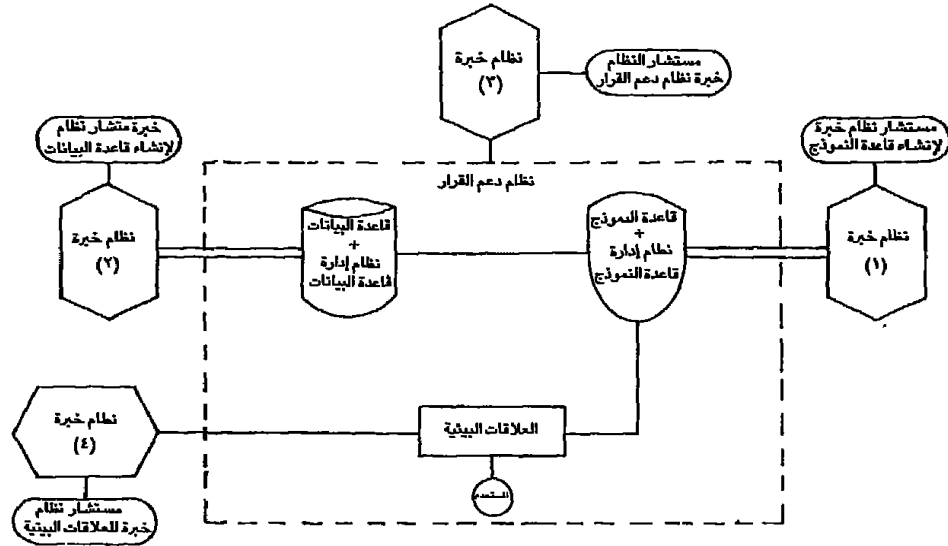 نظام خبرة
(٣)
مستشار النظام
خبرة نظام دعم القرار
خبرة متشار نظام
لإنشاء قاعدة البيانات
مستشار نظام خبرة
لإنشاء قاعدة النموذج
نظام دعم القرار
نظام خبرة
(٢)
قاعدة البيانات
+
نظام إدارة
قاعدة البيانات
قاعدة النموذج
+
نظام إدارة
قاعدة النموذج
نظام خبرة
(١)
نظام خبرة
(٤)
العلاقات البيئية
المستخدم
مستشار نظام
خبرة للعلاقات البيئية